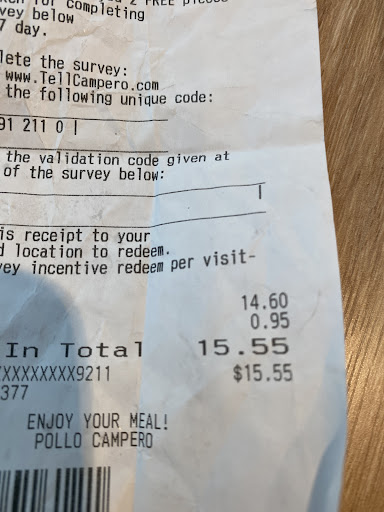 completing
vey below
7 day.
lete the survey:
www.TellCampero.com
the following unique code:
91 211 0 |
the validation code given at
of the survey below:
is receipt to your
d location to redeem.
vey incentive redeem per visit-
14.60
0.95
In Total 15.55
XXXXXXXXX9211 $15.55
377
ENJOY YOUR MEAL!
POLLO CAMPERO